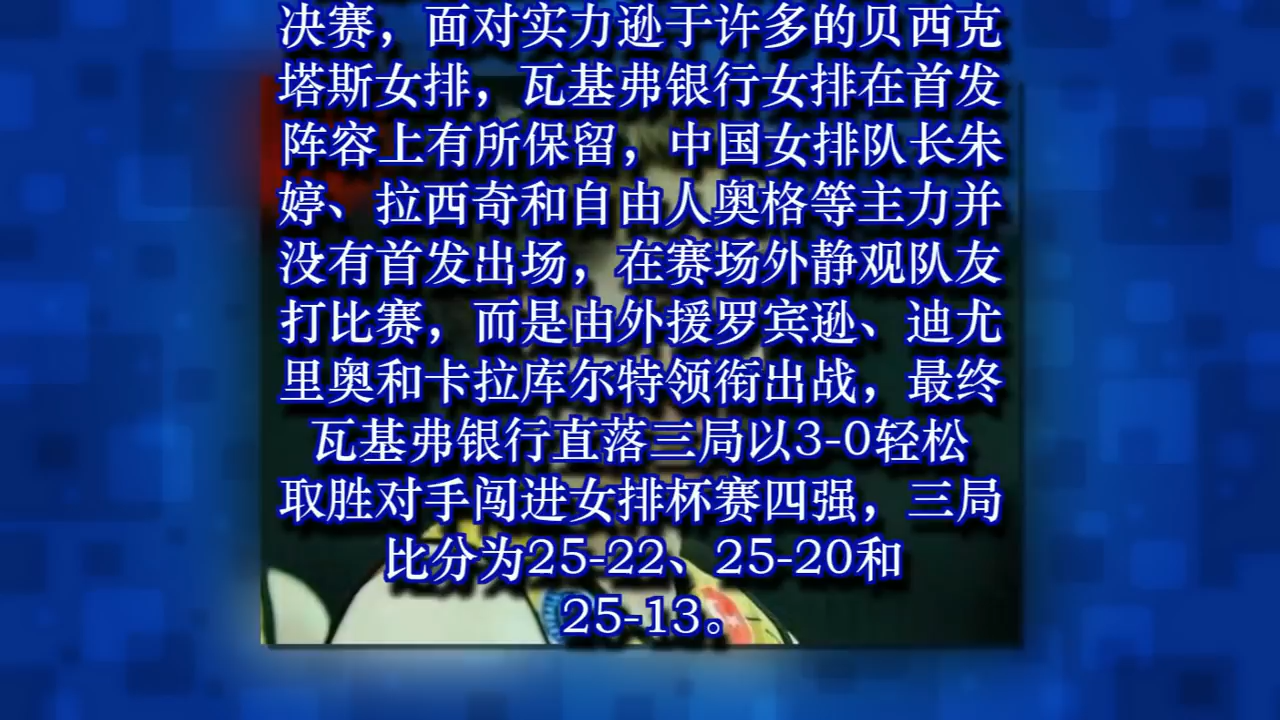 决赛，面对实力逊于许多的贝西克
塔斯女排，瓦基弗银行女排在首发
阵容上有所保留，中国女排队长朱
婷、拉西奇和自由人奥格等主力并
没有首发出场，在赛场外静观队友
打比赛，而是由外援罗宾逊、迪尤
里奥和卡拉库尔特领衔出战，最终
瓦基弗银行直落三局以3-0轻松
取胜对手闯进女排杯赛四强，三局
比分为25-22、25-20和
25-13。